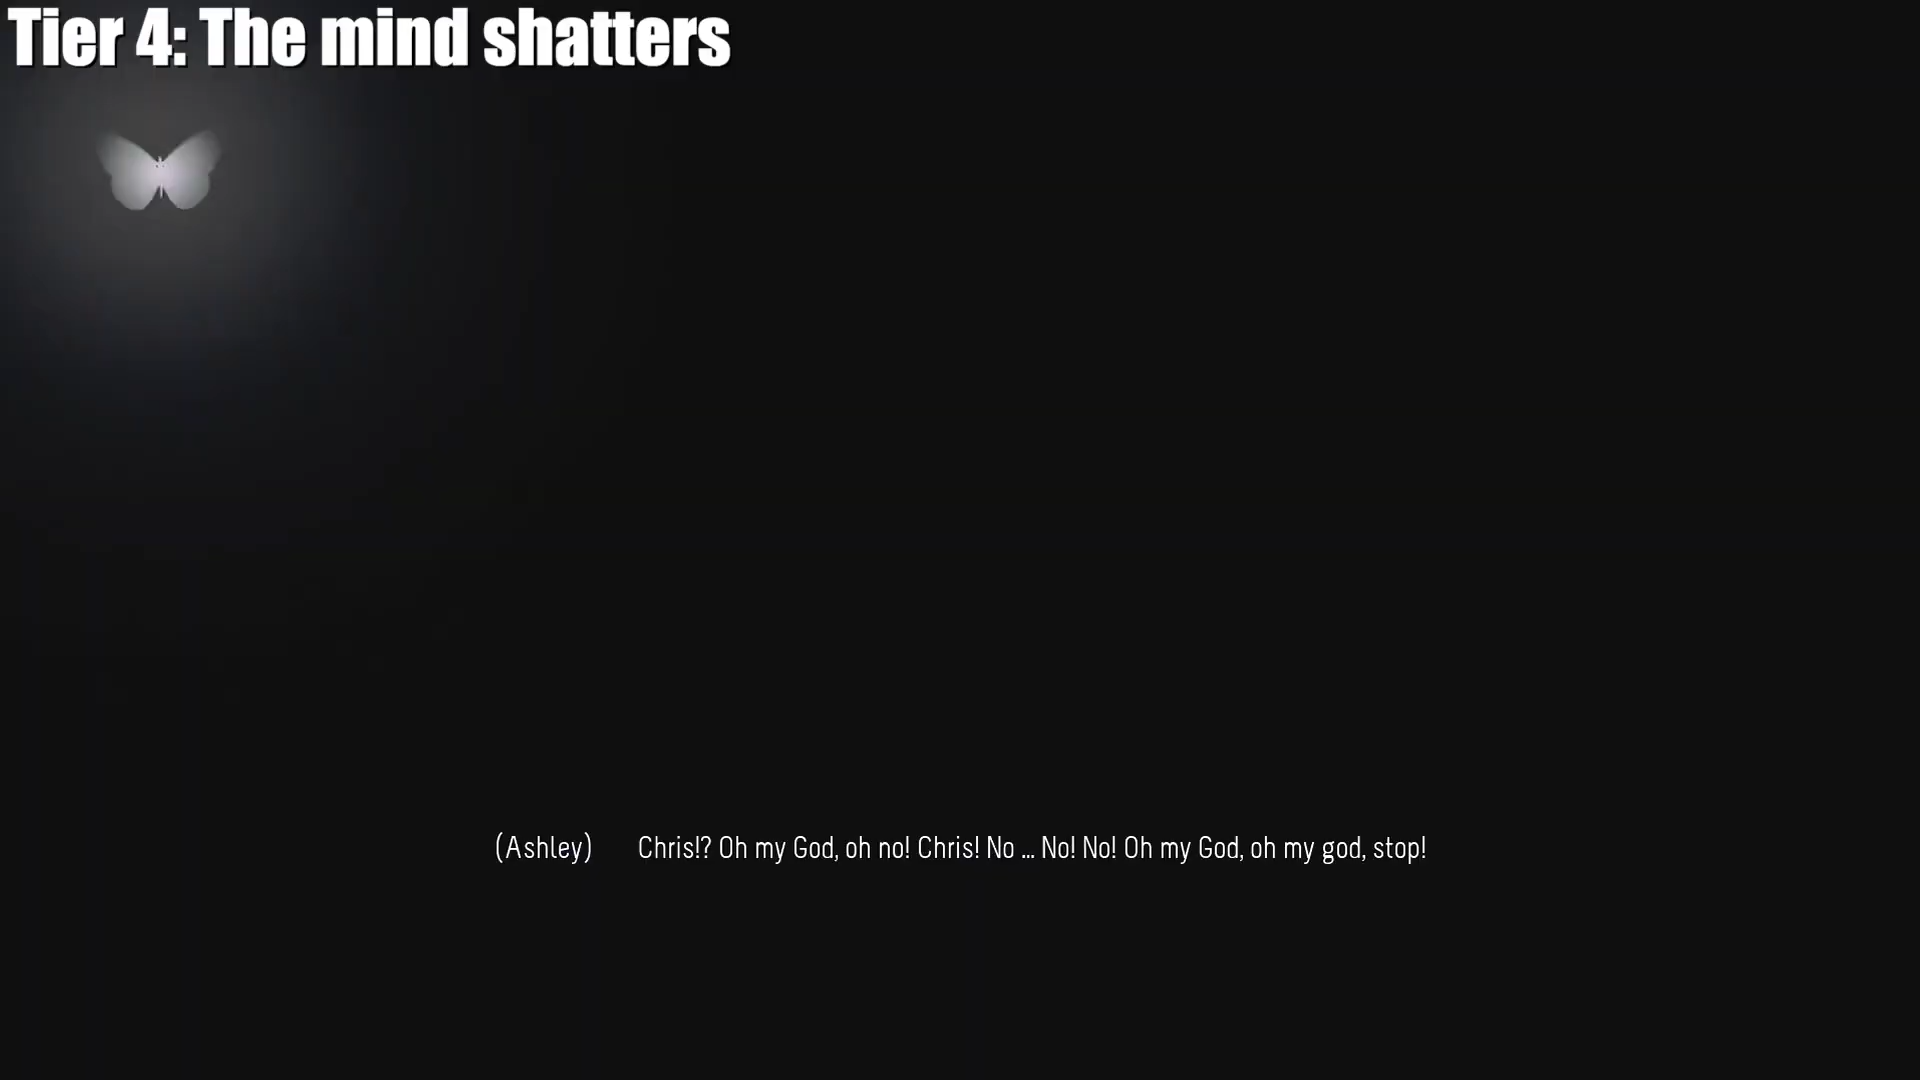 Tier 4: The mind shatters
(Ashley) Chris!? Oh my God, oh no! Chris! No ... No! No! Oh my God, oh my god, stop!